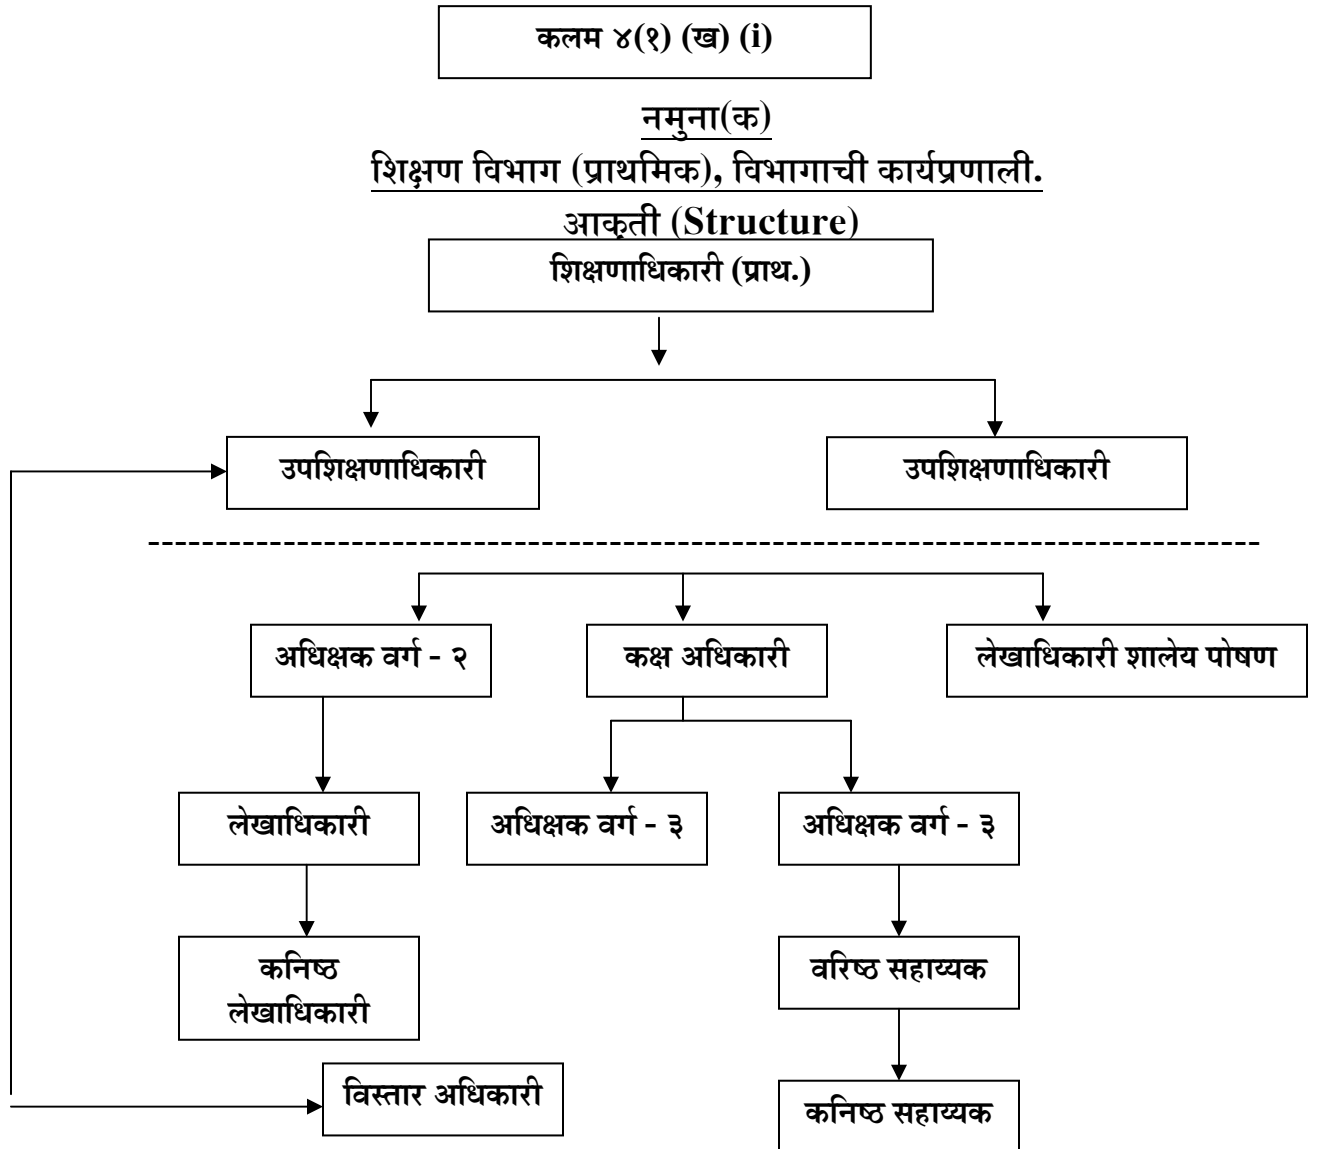 कलम ४(१) (ख) (i)
नमुना(क)
शिक्षण विभाग (प्राथमिक), विभागाची कार्यप्रणाली.
आकृती (Structure)
शिक्षणाधिकारी (प्राथ.)
उपशिक्षणाधिकारी
उपशिक्षणाधिकारी
अधिक्षक वर्ग - २
कक्ष अधिकारी
लेखाधिकारी शालेय पोषण
लेखाधिकारी
अधिक्षक वर्ग - ३
अधिक्षक वर्ग - ३
कनिष्ठ
लेखाधिकारी
वरिष्ठ सहाय्यक
विस्तार अधिकारी
कनिष्ठ सहाय्यक